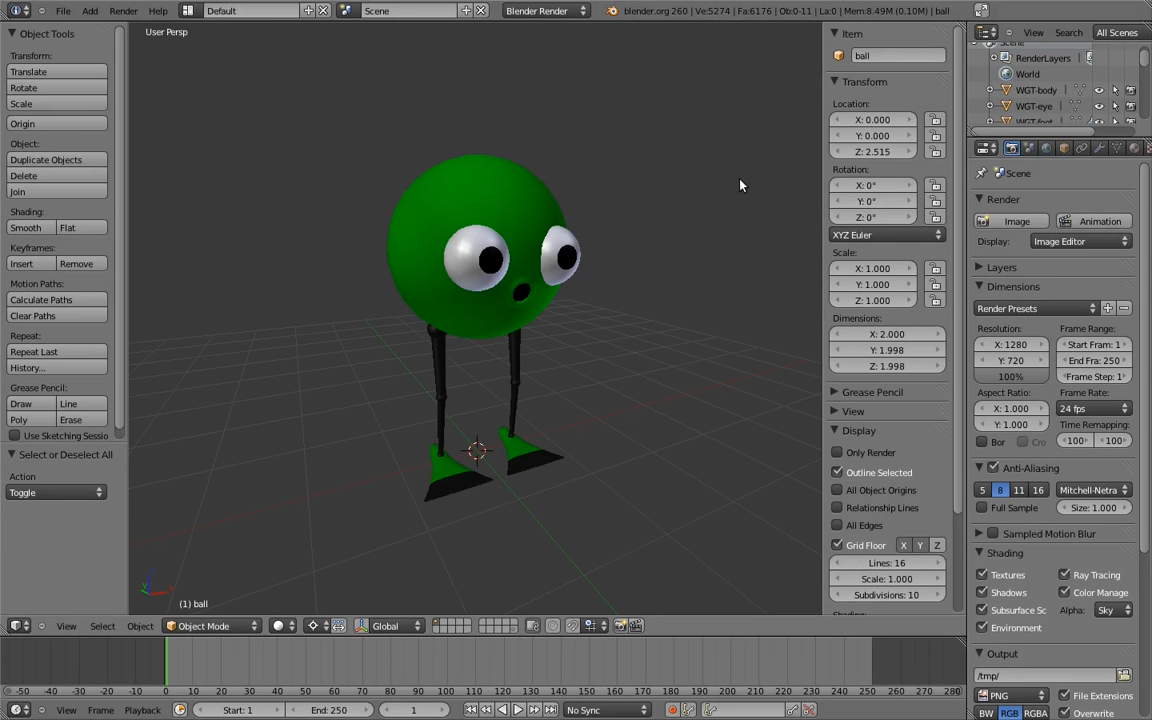 File Add Render Help Default Scene Blender Render blender.org 260 | Ve:5274 | Fa:6176 | Ob:0-11 | La:0 | Mem:8.49M (0.10M) | ball
Object Tools
Transform:
Translate
Rotate
Scale
Origin
Object:
Duplicate Objects
Delete
Join
Shading:
Smooth Flat
Keyframes:
Insert Remove
Motion Paths:
Calculate Paths
Clear Paths
Repeat:
Repeat Last
History...
Grease Pencil:
Draw Line
Poly Erase
Use Sketching Sessio
Select or Deselect All
Action
Toggle
User Persp
(1) ball
Item
ball
Transform
Location:
X: 0.000
Y: 0.000
Z: 2.515
Rotation:
X: 0°
Y: 0°
Z: 0°
XYZ Euler
Scale:
X: 1.000
Y: 1.000
Z: 1.000
Dimensions:
X: 2.000
Y: 1.998
Z: 1.998
Grease Pencil
View
Display
Only Render
Outline Selected
All Object Origins
Relationship Lines
All Edges
Grid Floor X Y Z
Lines: 16
Scale: 1.000
Subdivisions: 10
View Search All Scenes
RenderLayers
World
WGT-body
WGT-eye
WGT-foot
Scene
Render
Image Animation
Display: Image Editor
Layers
Dimensions
Render Presets
Resolution: Frame Range:
X: 1280 Start Fram: 1
Y: 720 End Fra: 250
100% Frame Step: 1
Aspect Ratio: Frame Rate:
X: 1.000 24 fps
Y: 1.000 Time Remapping:
Bor Cro 100 100
Anti-Aliasing
5 8 11 16 Mitchell-Netra
Full Sample Size: 1.000
Sampled Motion Blur
Shading
Textures Ray Tracing
Shadows Color Manage
Subsurface Sc Alpha: Sky
Environment
Output
/tmp/
PNG File Extensions
BW RGB RGBA Overwrite
View Select Object Object Mode Global
-50 -40 -30 -20 -10 0 10 20 30 40 50 60 70 80 90 100 110 120 130 140 150 160 170 180 190 200 210 220 230 240 250 260 270 280
View Frame Playback Start: 1 End: 250 1 No Sync